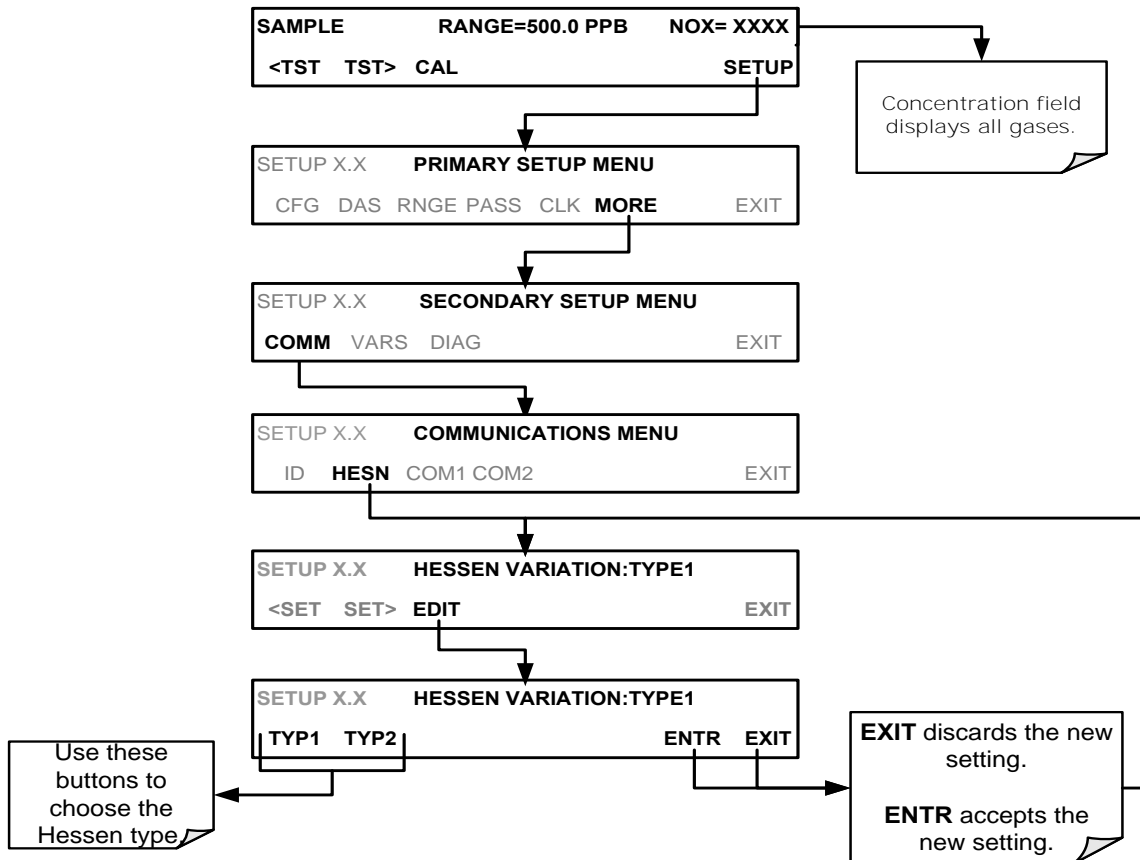 SAMPLE RANGE=500.0 PPB NOX= XXXX
<TST TST> CAL SETUP
Concentration field
displays all gases.
SETUP X.X PRIMARY SETUP MENU
CFG DAS RNGE PASS CLK MORE EXIT
SETUP X.X SECONDARY SETUP MENU
COMM VARS DIAG EXIT
SETUP X.X COMMUNICATIONS MENU
ID HESN COM1 COM2 EXIT
SETUP X.X HESSEN VARIATION:TYPE1
<SET SET> EDIT EXIT
SETUP X.X HESSEN VARIATION:TYPE1
TYP1 TYP2 ENTR EXIT
Use these
buttons to
choose the
Hessen type.
EXIT discards the new
setting.
ENTR accepts the
new setting.